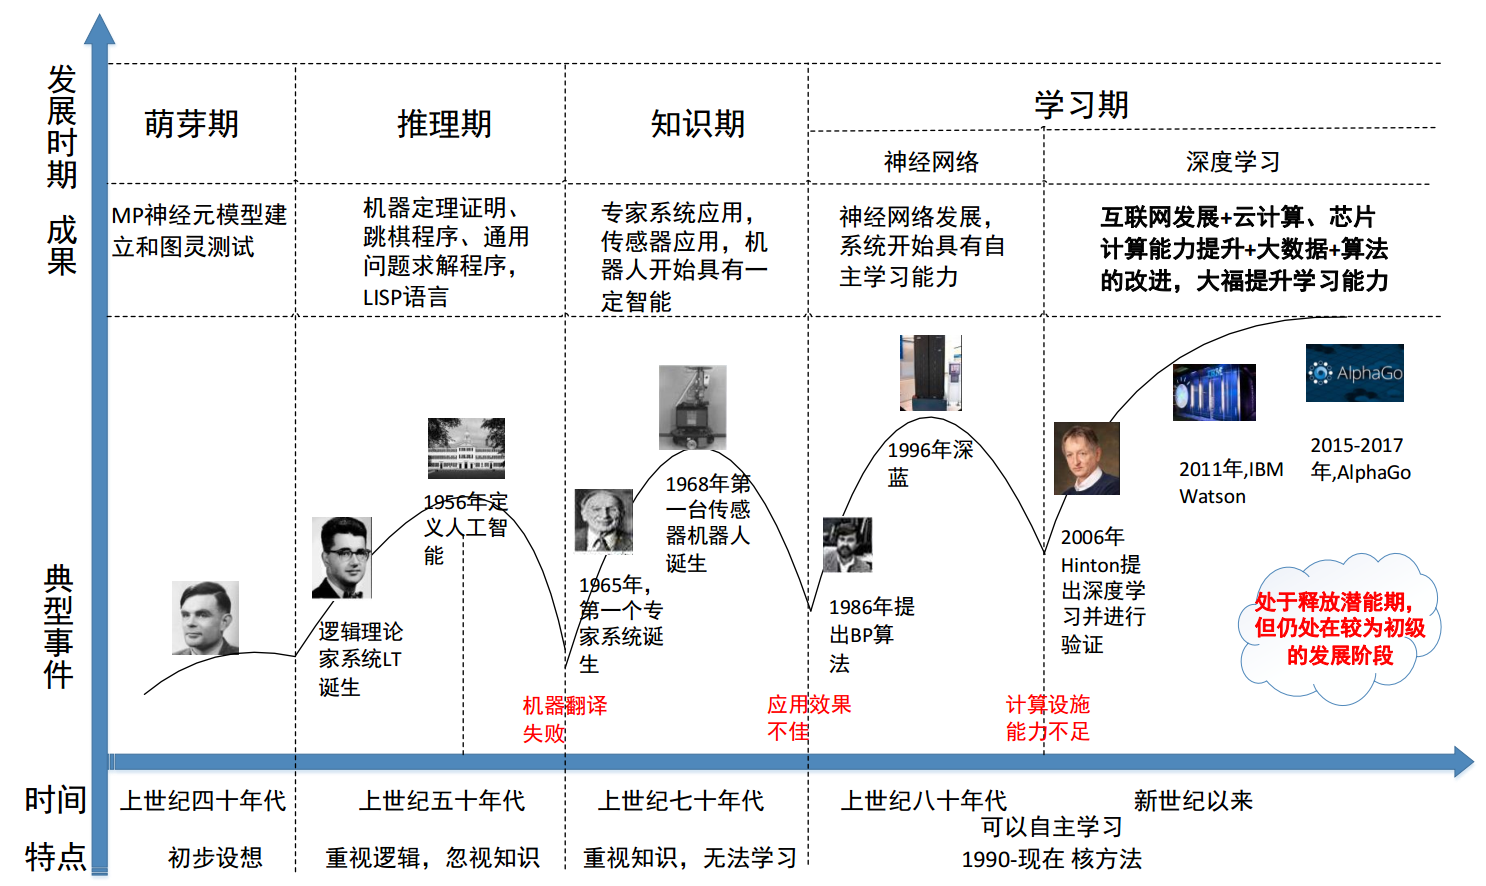 发展时期
萌芽期
推理期
知识期
学习期
神经网络
深度学习
成果
MP神经元模型建
立和图灵测试
机器定理证明、
跳棋程序、通用
问题求解程序，
LISP语言
专家系统应用，
传感器应用，机
器人开始具有一
定智能
神经网络发展，
系统开始具有自
主学习能力
互联网发展+云计算、芯片
计算能力提升+大数据+算法
的改进，大福提升学习能力
典型事件
逻辑理论
家系统LT
诞生
1956年定
义人工智
能
机器翻译
失败
1965年，
第一个专
家系统诞
生
1968年第
一台传感
器机器人
诞生
应用效果
不佳
1986年提
出BP算
法
1996年深
蓝
计算设施
能力不足
2006年
Hinton提
出深度学
习并进行
验证
2011年,IBM
Watson
AlphaGo
2015-2017
年,AlphaGo
处于释放潜能期，
但仍处在较为初级
的发展阶段
时间
上世纪四十年代
上世纪五十年代
上世纪七十年代
上世纪八十年代
新世纪以来
特点
初步设想
重视逻辑，忽视知识
重视知识，无法学习
可以自主学习
1990-现在 核方法